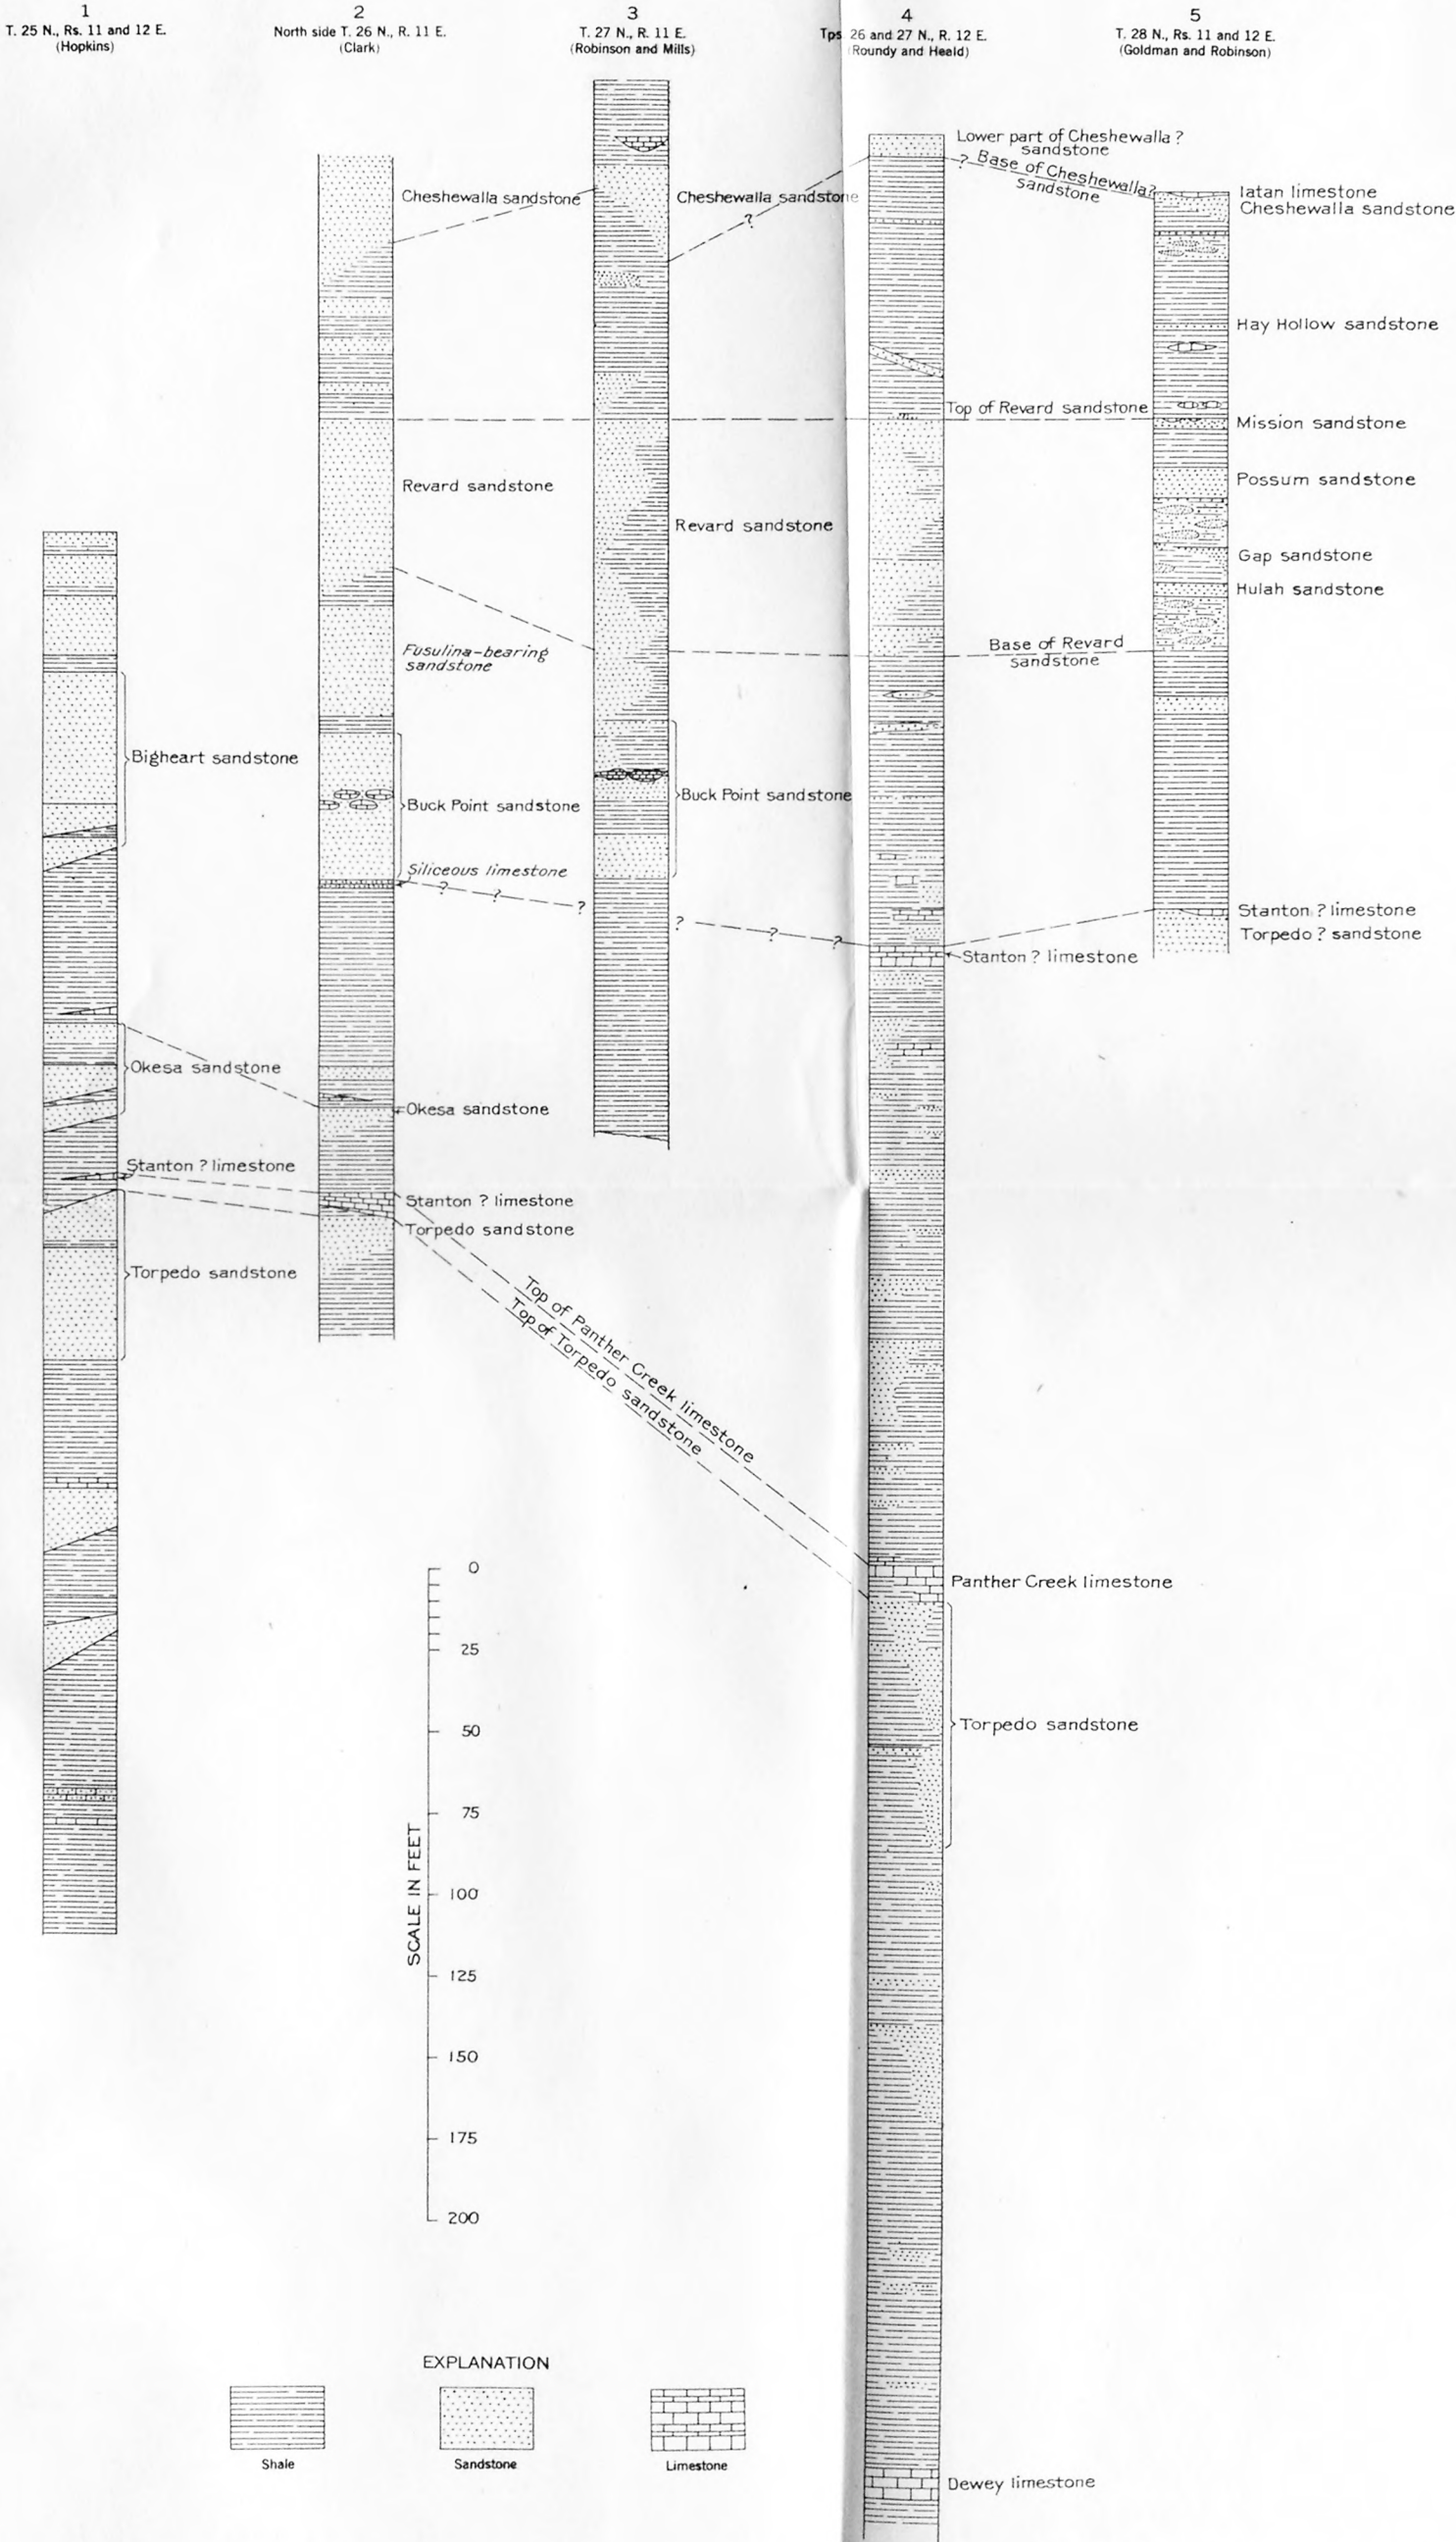 1
T. 25 N., Rs. 11 and 12 E.
(Hopkins)
2
North side T. 26 N., R. 11 E.
(Clark)
3
T. 27 N., R. 11 E.
(Robinson and Mills)
4
Tps 26 and 27 N., R. 12 E.
(Roundy and Heald)
5
T. 28 N., Rs. 11 and 12 E.
(Goldman and Robinson)
Bigheart sandstone
Okesa sandstone
Stanton ? limestone
Torpedo sandstone
Cheshewalla sandstone
Revard sandstone
Fusulina-bearing
sandstone
Buck Point sandstone
Siliceous limestone
? ? ?
Okesa sandstone
Stanton ? limestone
Torpedo sandstone
Cheshewalla sandstone
?
Revard sandstone
Buck Point sandstone
? ? ?
Top of Panther Creek limestone
Top of Torpedo sandstone
Lower part of Cheshewalla ?
sandstone
? Base of Cheshewalla?
sandstone
Top of Revard sandstone
Base of Revard
sandstone
Stanton ? limestone
Panther Creek limestone
Torpedo sandstone
Dewey limestone
Iatan limestone
Cheshewalla sandstone
Hay Hollow sandstone
Mission sandstone
Possum sandstone
Gap sandstone
Hulah sandstone
Stanton ? limestone
Torpedo ? sandstone
SCALE IN FEET
0
25
50
75
100
125
150
175
200
EXPLANATION
Shale
Sandstone
Limestone